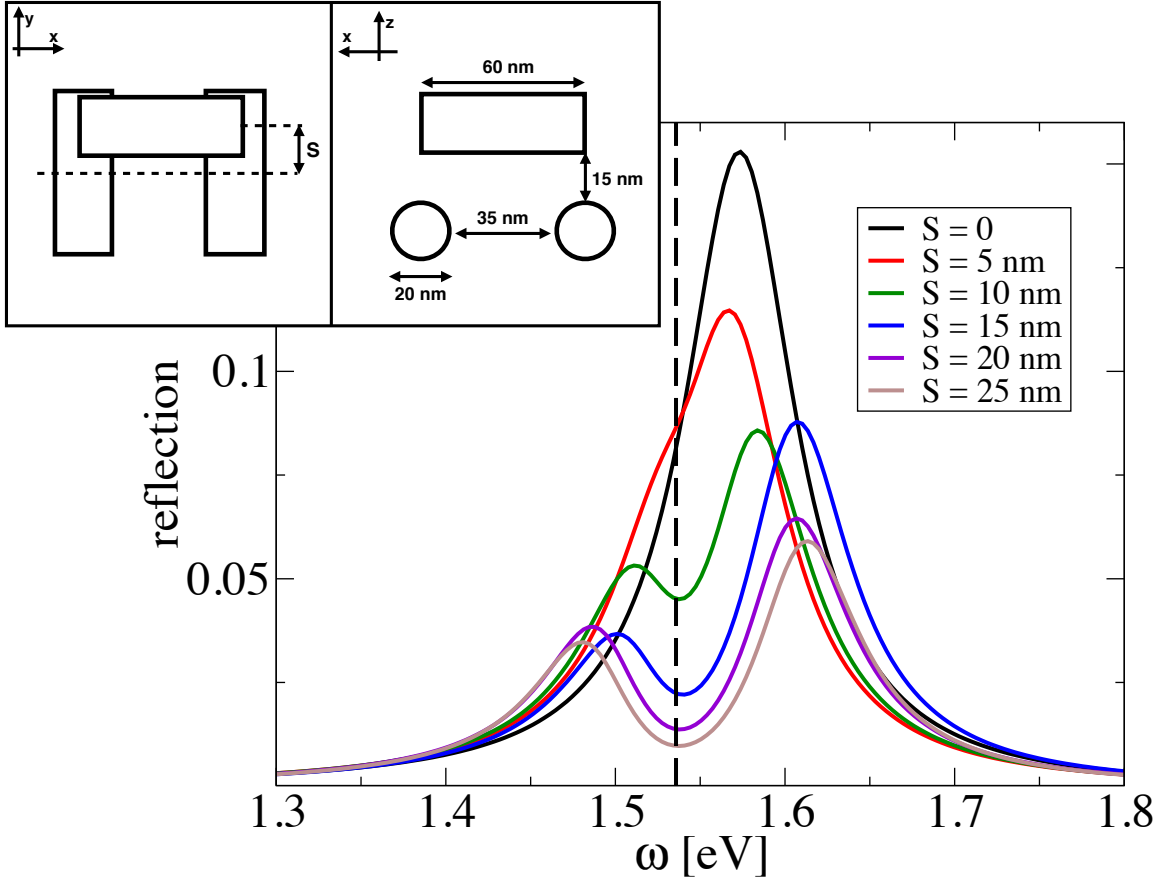 y
x
S
x
z
60 nm
15 nm
35 nm
20 nm
S = 0
S = 5 nm
S = 10 nm
S = 15 nm
S = 20 nm
S = 25 nm
0.1
0.05
reflection
1.3 1.4 1.5 1.6 1.7 1.8
ω [eV]